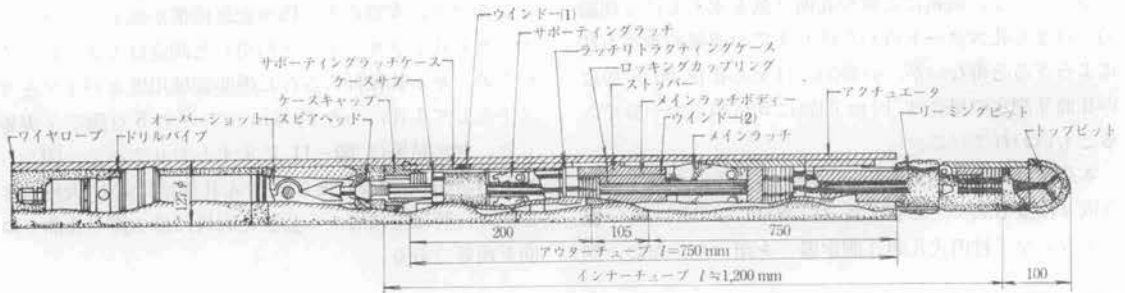 ウインドー(1)
サポーティングラッチ
ラッチリトラクティングケース
サポーティングラッチケース
ロッキングカップリング
ケースサブ
ストッパー
ケースキャップ
メインラッチボディー
アクチュエータ
オーバーショット
スピアヘッド
ウインドー(2)
リーミングビット
ワイヤロープ
ドリルパイプ
メインラッチ
トップビット
127φ
200
105
750
アウターチューブ l=750 mm
インナーチューブ l≒1,200 mm
100